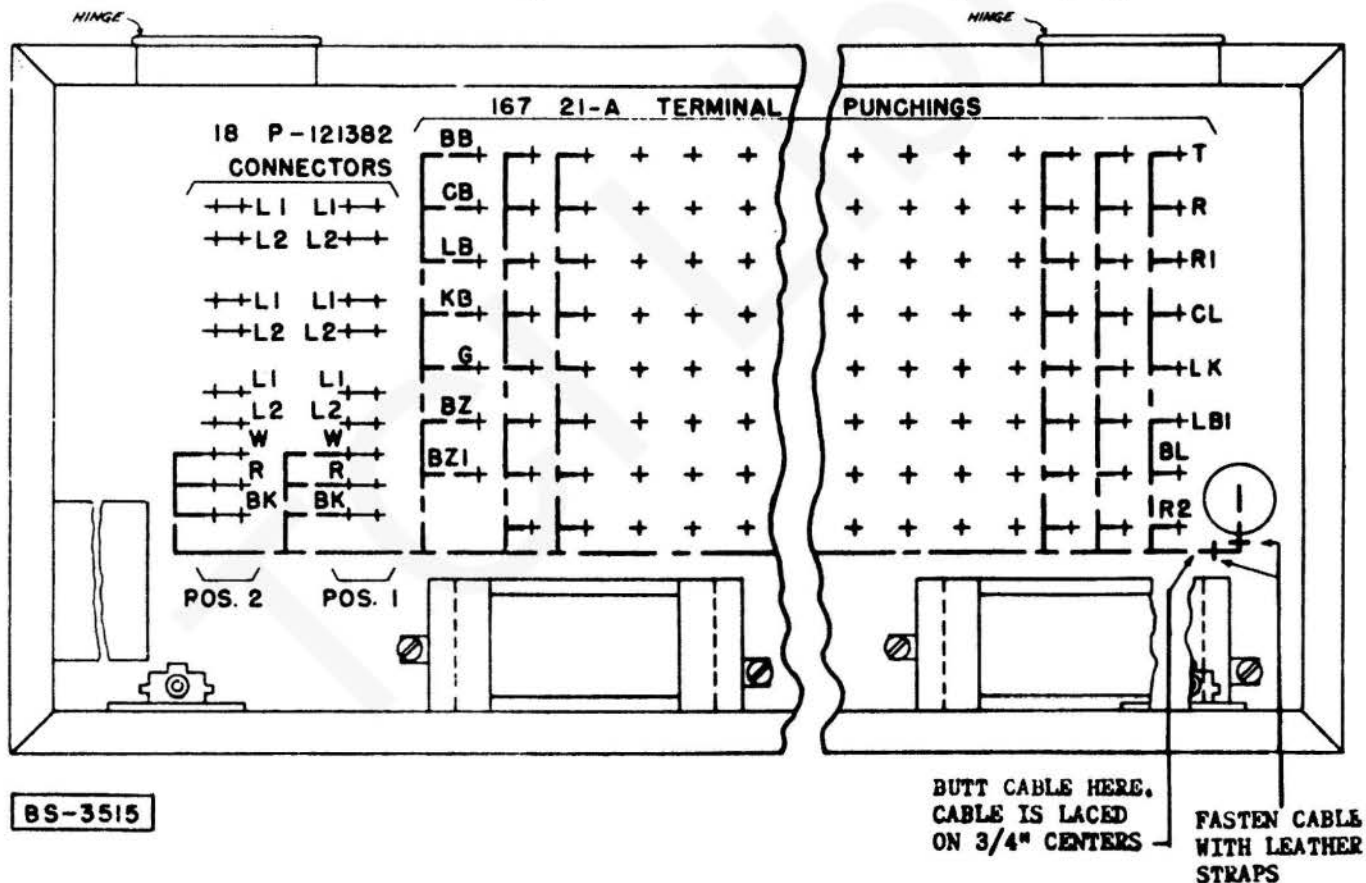 HINGE HINGE
167 21-A TERMINAL PUNCHINGS
18 P-121382
CONNECTORS
BB T
L1 L1 CB R
L2 L2 LB R1
L1 L1 KB CL
L2 L2
G LK
L1 L1
L2 L2 BZ LB1
W W
R R BZ1 BL
BK BK R2
POS. 2 POS. 1
BS-3515
BUTT CABLE HERE.
CABLE IS LACED
ON 3/4" CENTERS
FASTEN CABLE
WITH LEATHER
STRAPS